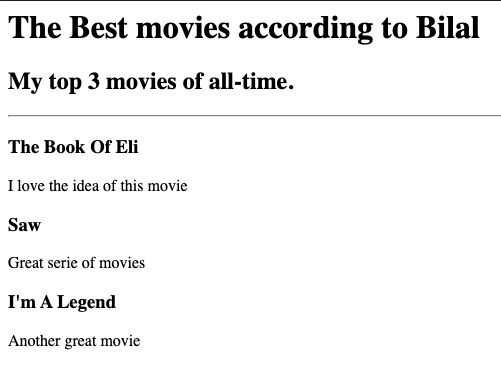 The Best movies according to Bilal
My top 3 movies of all-time.
The Book Of Eli
I love the idea of this movie
Saw
Great serie of movies
I'm A Legend
Another great movie